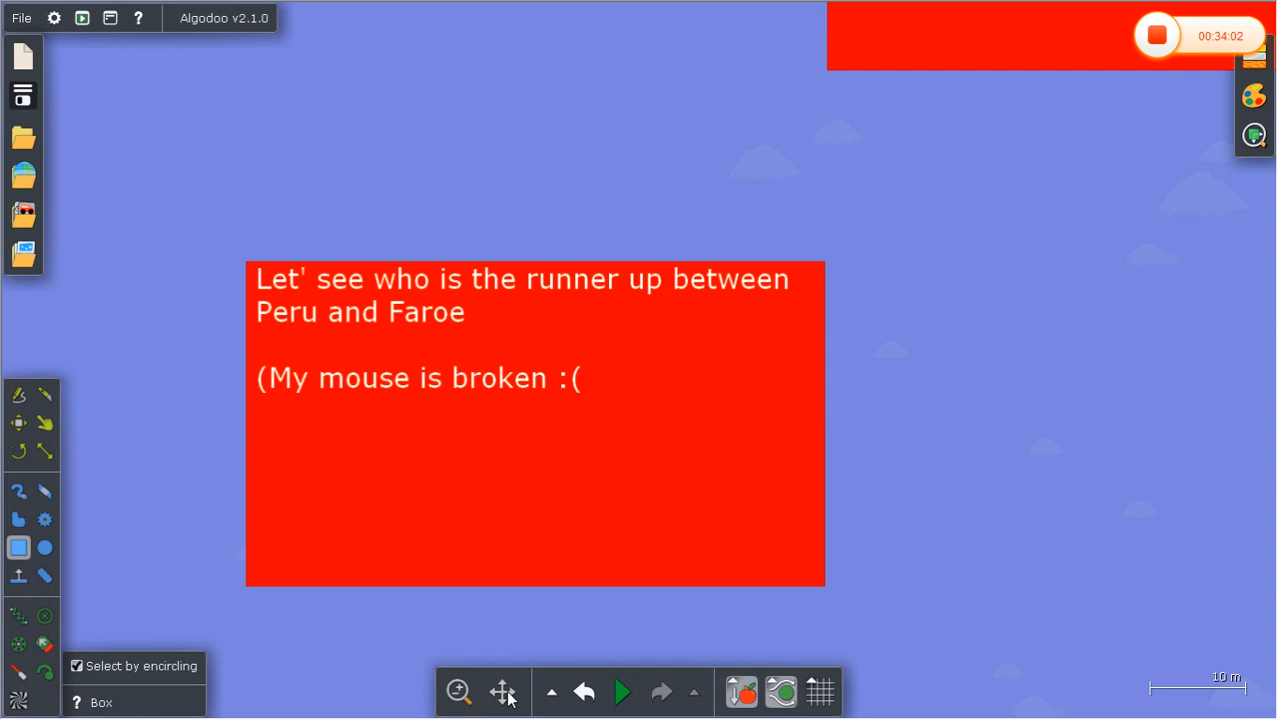 File ? Algodoo v2.1.0
00:34:02
Let' see who is the runner up between
Peru and Faroe
(My mouse is broken :(
Select by encircling
? Box
10 m